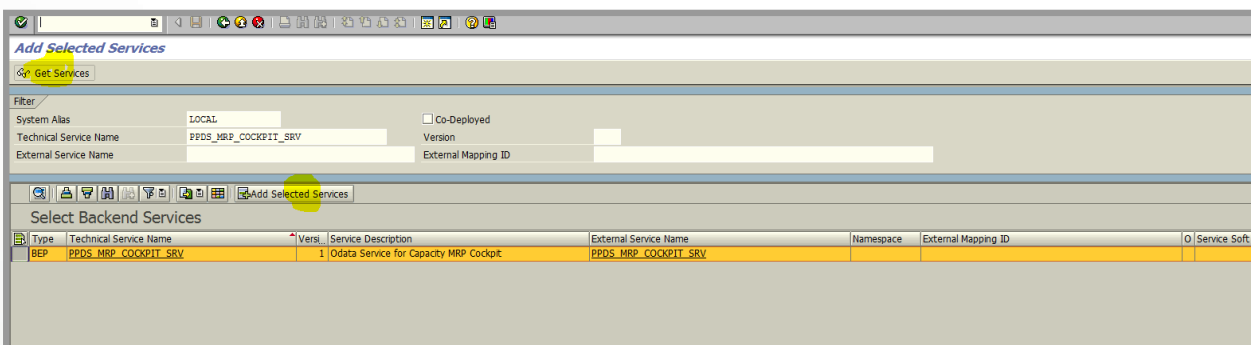 Add Selected Services
Get Services
Filter
System Alias LOCAL Co-Deployed
Technical Service Name PPDS_MRP_COCKPIT_SRV Version
External Service Name External Mapping ID
Add Selected Services
Select Backend Services
Type Technical Service Name Versi... Service Description External Service Name Namespace External Mapping ID O Service Soft
BEP PPDS_MRP_COCKPIT_SRV 1 Odata Service for Capacity MRP Cockpit PPDS_MRP_COCKPIT_SRV